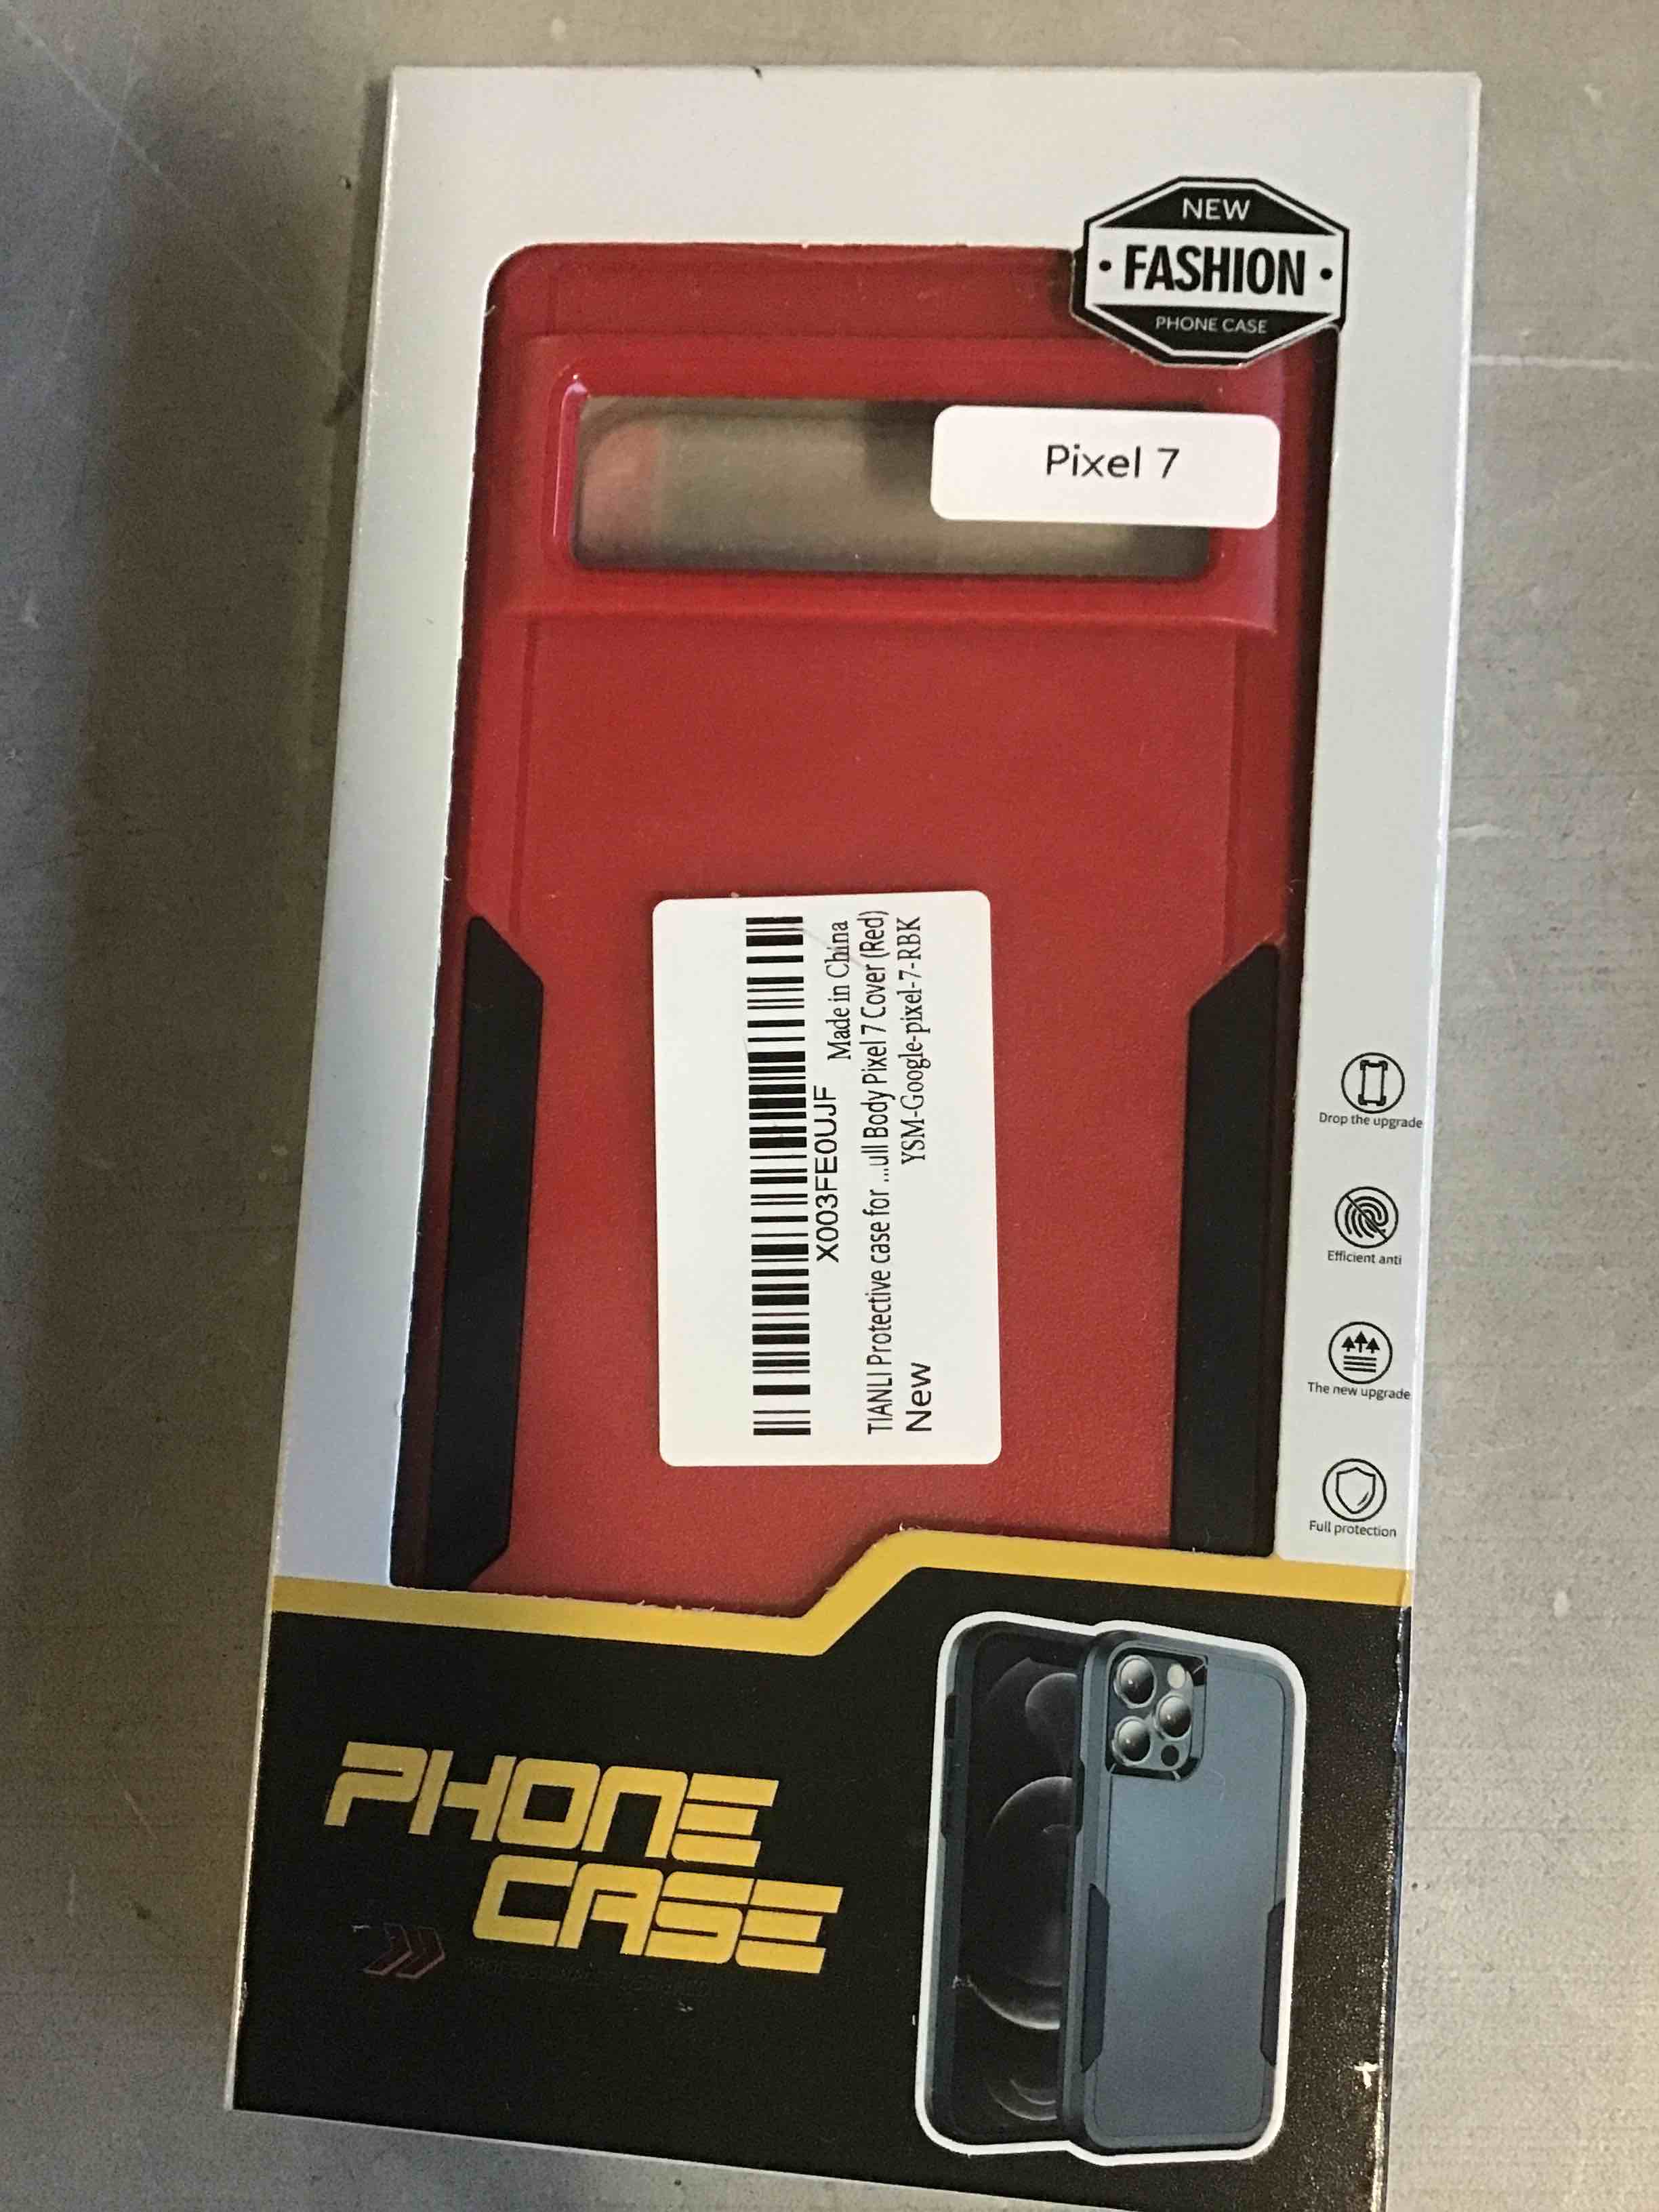 NEW
• FASHION •
PHONE CASE
Pixel 7
X003FE0UJF
Made in China
TIANLI Protective case for ...ull Body Pixel 7 Cover (Red)
YSM-Google-pixel-7-RBK
New
Drop the upgrade
Efficient anti
The new upgrade
Full protection
PHONE
CASE